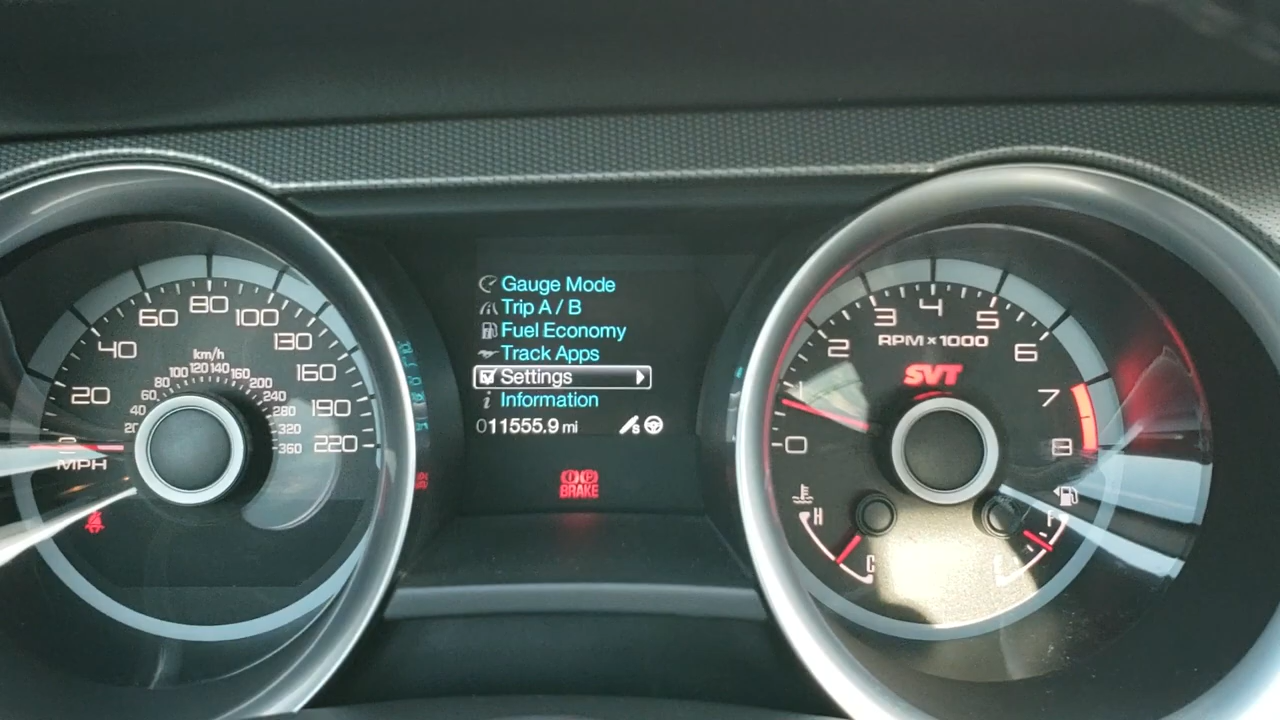 Gauge Mode
Trip A / B
Fuel Economy
Track Apps
Settings
Information
011555.9 mi
S
BRAKE
20
40
60
80
100
130
160
190
220
MPH
km/h
20
40
60
80
100
120
140
160
200
240
280
320
360
0
1
2
3
4
5
6
7
8
RPM x 1000
SVT
H
C
F